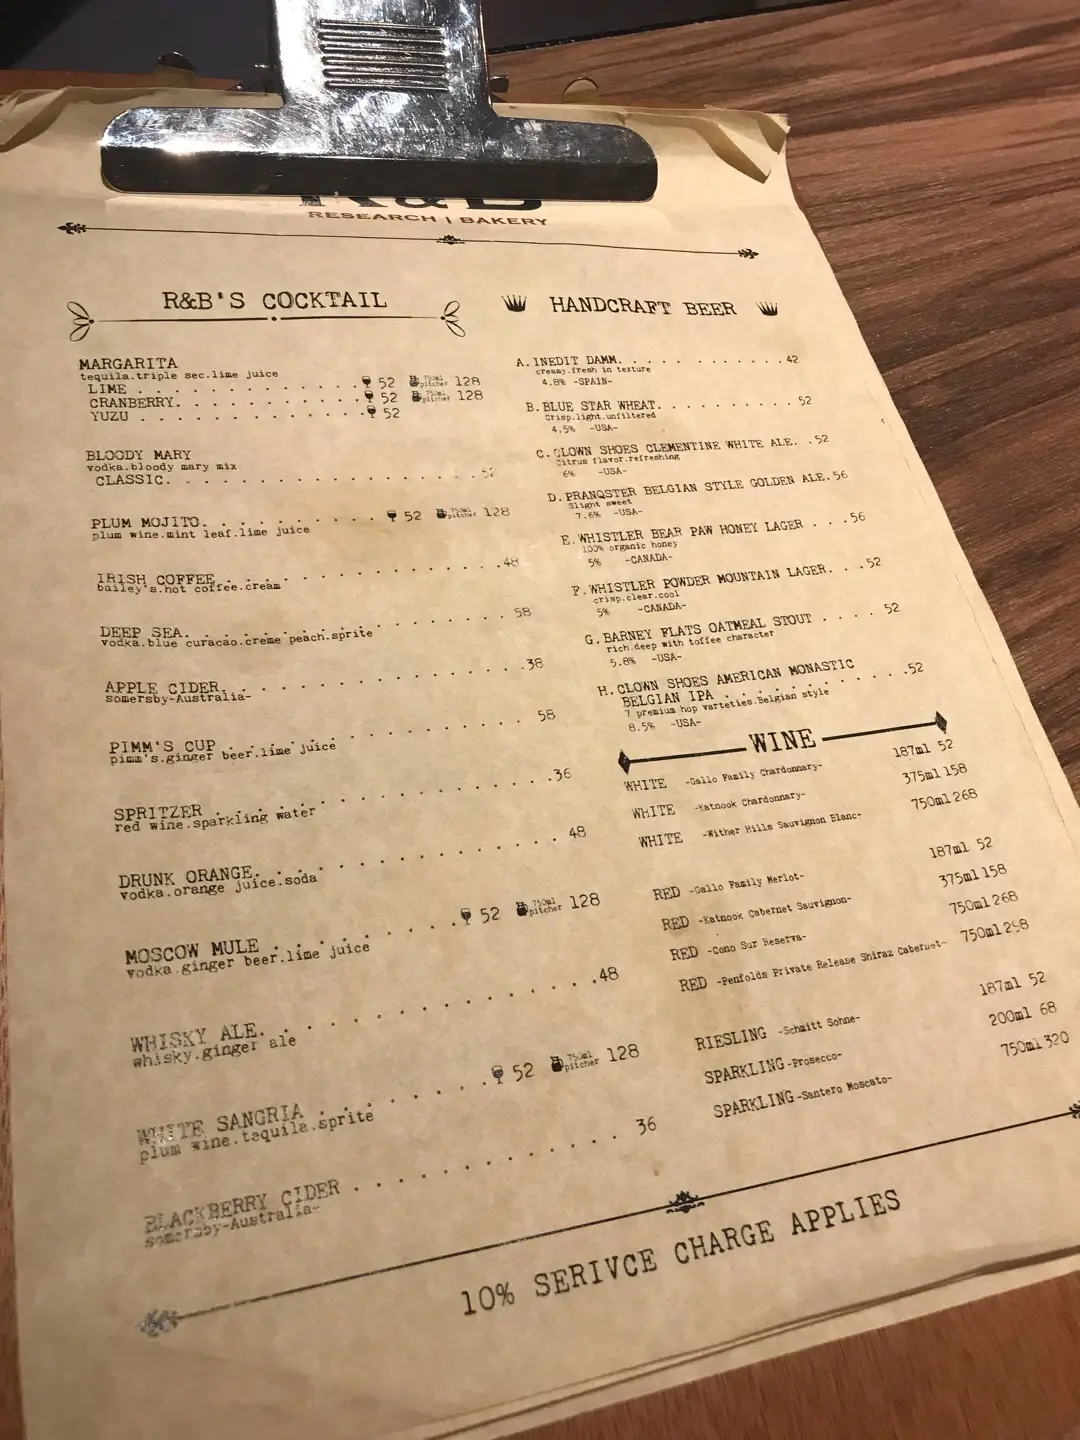 R&B
RESEARCH | BAKERY
R&B'S COCKTAIL
MARGARITA
tequila.triple sec.lime juice
LIME . . . . . . . . . . . . 52 750ml pitcher 128
CRANBERRY. . . . . . . . . . 52 750ml pitcher 128
YUZU . . . . . . . . . . . . 52
BLOODY MARY
vodka.bloody mary mix
CLASSIC. . . . . . . . . . . . . . . . . . 52
PLUM MOJITO. . . . . . . . . . 52 750ml pitcher 128
plum wine.mint leaf.lime juice
IRISH COFFEE . . . . . . . . . . . . . . .48
bailey's.hot coffee.cream
DEEP SEA. . . . . . . . . . . . . . . . . 58
vodka.blue curacao.creme peach.sprite
APPLE CIDER. . . . . . . . . . . . . . . .38
somersby-Australia-
PIMM'S CUP . . . . . . . . . . . . . . . 58
pimm's.ginger beer.lime juice
SPRITZER . . . . . . . . . . . . . . . . .36
red wine.sparkling water
DRUNK ORANGE. . . . . . . . . . . . . . . 48
vodka.orange juice.soda
MOSCOW MULE . . . . . . . . . 52 750ml pitcher 128
vodka.ginger beer.lime juice
WHISKY ALE. . . . . . . . . . . . . . . .48
whisky.ginger ale
WHITE SANGRIA . . . . . . . . 52 750ml pitcher 128
plum wine.tequila.sprite
BLACKBERRY CIDER . . . . . . . . . . . . 36
somersby-Australia-
HANDCRAFT BEER
A. INEDIT DAMM. . . . . . . . . . . .42
creamy.fresh in texture
4.8% -SPAIN-
B. BLUE STAR WHEAT. . . . . . . . . . 52
Crisp.light.unfiltered
4.5% -USA-
C. CLOWN SHOES CLEMENTINE WHITE ALE. . 52
Citrus flavor.refreshing
6% -USA-
D. PRANQSTER BELGIAN STYLE GOLDEN ALE. 56
Slight sweet
7.6% -USA-
E. WHISTLER BEAR PAW HONEY LAGER . . .56
100% organic honey
5% -CANADA-
F. WHISTLER POWDER MOUNTAIN LAGER. . .52
crisp.clear.cool
5% -CANADA-
G. BARNEY FLATS OATMEAL STOUT . . . . 52
rich.deep with toffee character
5.8% -USA-
H. CLOWN SHOES AMERICAN MONASTIC
BELGIAN IPA . . . . . . . . . . . .52
7 premium hop varieties.Belgian style
8.5% -USA-
WINE
WHITE -Gallo Family Chardonnary- 187ml 52
WHITE -Katnook Chardonnary- 375ml 158
WHITE -Wither Hills Sauvignon Blanc- 750ml 268
RED -Gallo Family Merlot- 187ml 52
RED -Katnook Cabernet Sauvignon- 375ml 158
RED -Cono Sur Reserva- 750ml 268
RED -Penfolds Private Release Shiraz Cabernet- 750ml 298
RIESLING -Schmitt Sohne- 187ml 52
SPARKLING -Prosecco- 200ml 68
SPARKLING -Santero Moscato- 750ml 320
10% SERIVCE CHARGE APPLIES